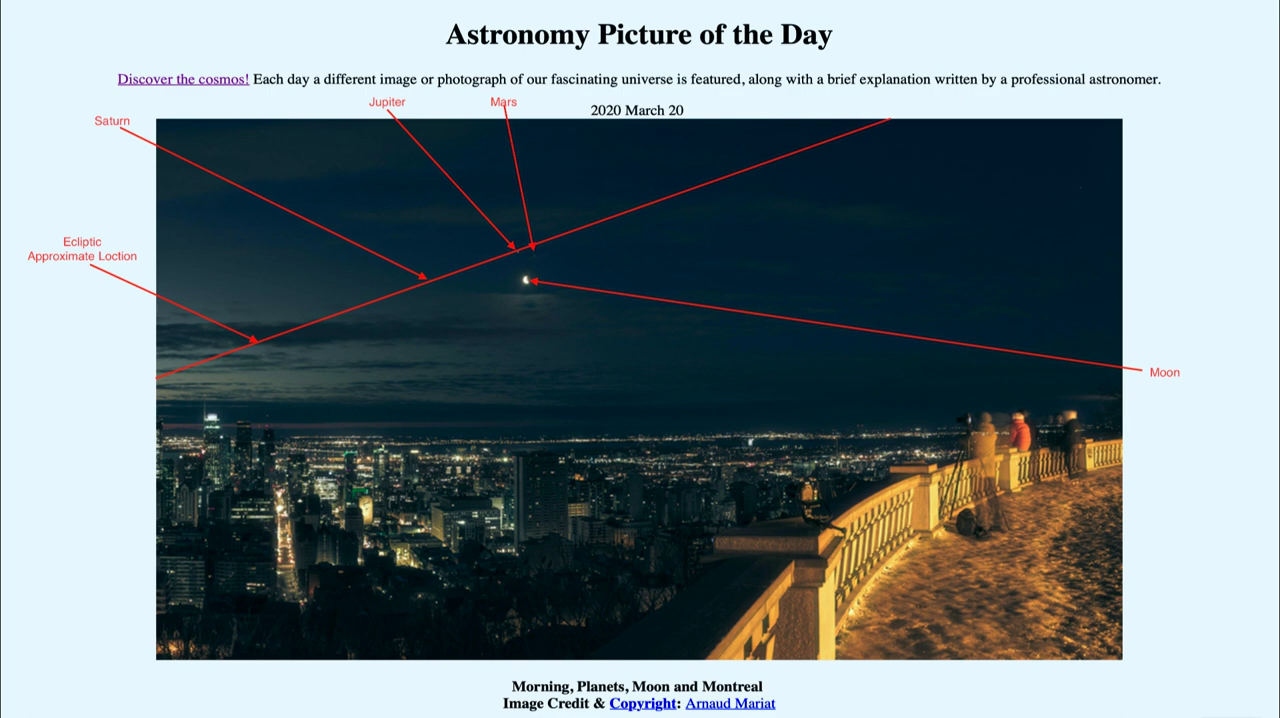 Astronomy Picture of the Day
Discover the cosmos! Each day a different image or photograph of our fascinating universe is featured, along with a brief explanation written by a professional astronomer.
2020 March 20
Jupiter
Mars
Saturn
Ecliptic
Approximate Loction
Moon
Morning, Planets, Moon and Montreal
Image Credit & Copyright: Arnaud Mariat